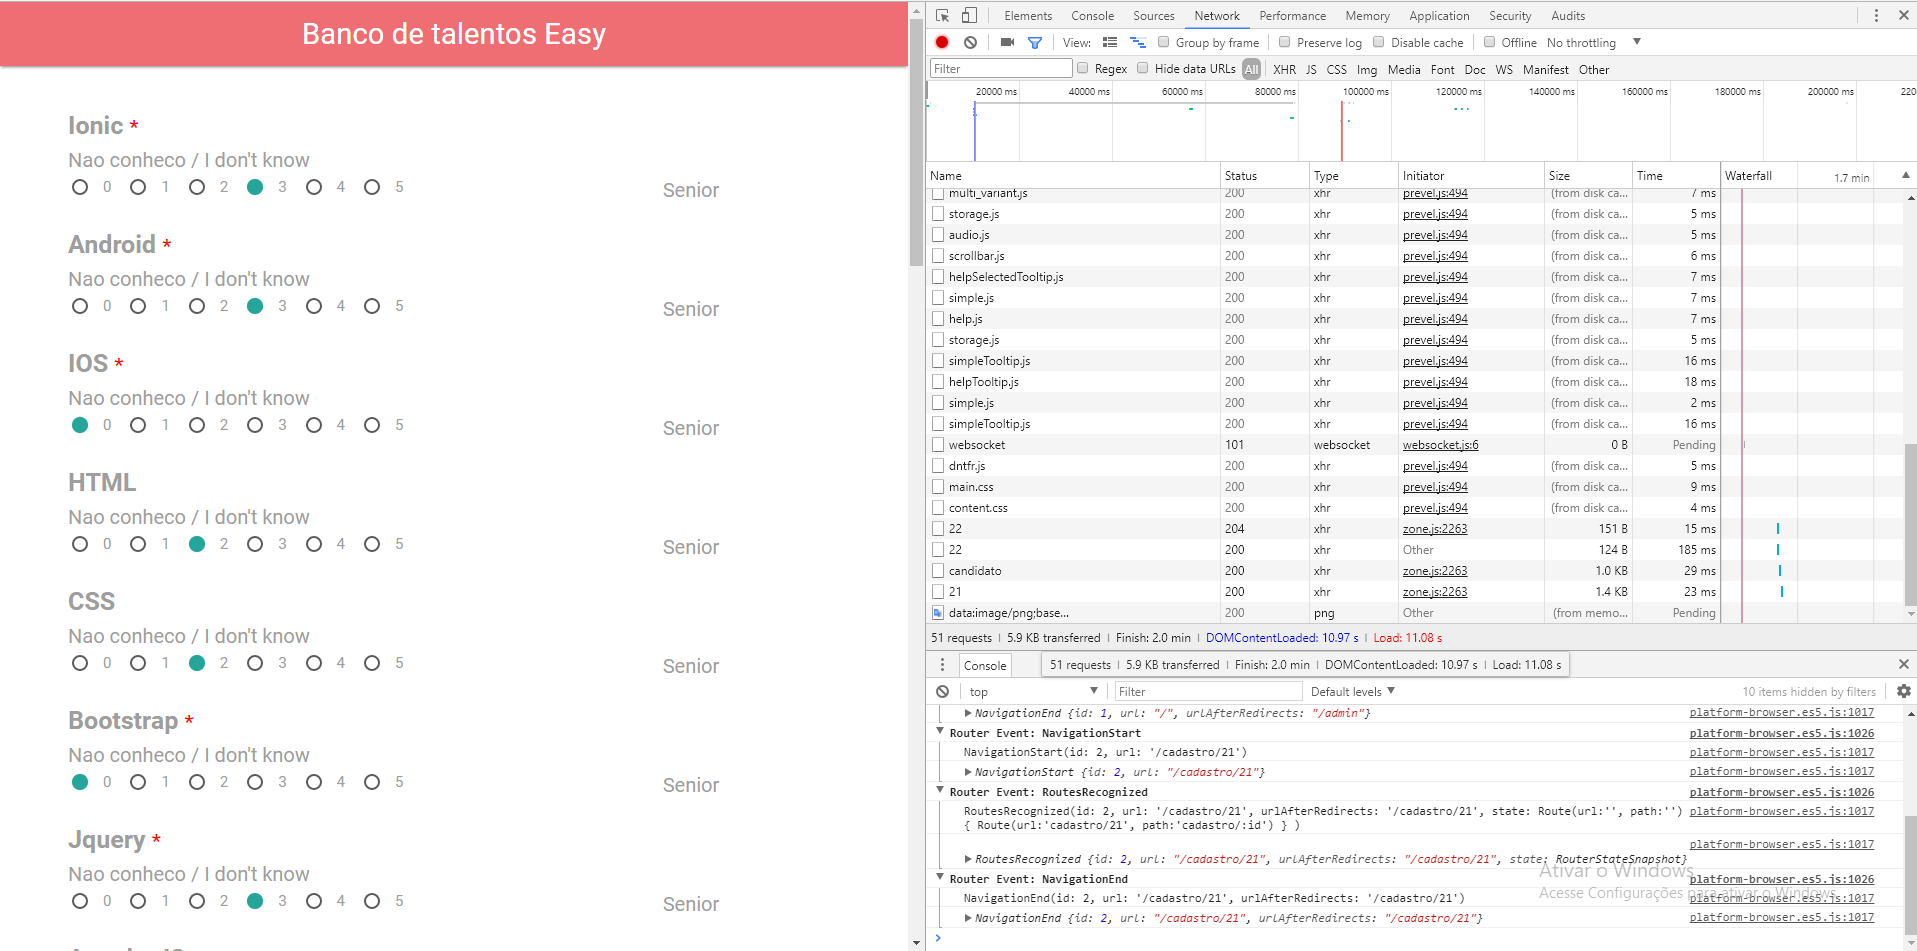 Banco de talentos Easy
Ionic *
Nao conheco / I don't know
0 1 2 3 4 5
Senior
Android *
Nao conheco / I don't know
0 1 2 3 4 5
Senior
IOS *
Nao conheco / I don't know
0 1 2 3 4 5
Senior
HTML
Nao conheco / I don't know
0 1 2 3 4 5
Senior
CSS
Nao conheco / I don't know
0 1 2 3 4 5
Senior
Bootstrap *
Nao conheco / I don't know
0 1 2 3 4 5
Senior
Jquery *
Nao conheco / I don't know
0 1 2 3 4 5
Senior
Elements Console Sources Network Performance Memory Application Security Audits
View: Group by frame Preserve log Disable cache Offline No throttling
Filter Regex Hide data URLs All XHR JS CSS Img Media Font Doc WS Manifest Other
20000 ms 40000 ms 60000 ms 80000 ms 100000 ms 120000 ms 140000 ms 160000 ms 180000 ms 200000 ms 220
Name Status Type Initiator Size Time Waterfall 1.7 min
multi_variant.js 200 xhr prevel.js:494 (from disk ca... 7 ms
storage.js 200 xhr prevel.js:494 (from disk ca... 5 ms
audio.js 200 xhr prevel.js:494 (from disk ca... 5 ms
scrollbar.js 200 xhr prevel.js:494 (from disk ca... 6 ms
helpSelectedTooltip.js 200 xhr prevel.js:494 (from disk ca... 7 ms
simple.js 200 xhr prevel.js:494 (from disk ca... 7 ms
help.js 200 xhr prevel.js:494 (from disk ca... 7 ms
storage.js 200 xhr prevel.js:494 (from disk ca... 5 ms
simpleTooltip.js 200 xhr prevel.js:494 (from disk ca... 16 ms
helpTooltip.js 200 xhr prevel.js:494 (from disk ca... 18 ms
simple.js 200 xhr prevel.js:494 (from disk ca... 2 ms
simpleTooltip.js 200 xhr prevel.js:494 (from disk ca... 16 ms
websocket 101 websocket websocket.js:6 0 B Pending
dntfr.js 200 xhr prevel.js:494 (from disk ca... 5 ms
main.css 200 xhr prevel.js:494 (from disk ca... 9 ms
content.css 200 xhr prevel.js:494 (from disk ca... 4 ms
22 204 xhr zone.js:2263 151 B 15 ms
22 200 xhr Other 124 B 185 ms
candidato 200 xhr zone.js:2263 1.0 KB 29 ms
21 200 xhr zone.js:2263 1.4 KB 23 ms
data:image/png;base... 200 png Other (from memo... Pending
51 requests | 5.9 KB transferred | Finish: 2.0 min | DOMContentLoaded: 10.97 s | Load: 11.08 s
Console
51 requests | 5.9 KB transferred | Finish: 2.0 min | DOMContentLoaded: 10.97 s | Load: 11.08 s
top Filter Default levels 10 items hidden by filters
NavigationEnd {id: 1, url: "/", urlAfterRedirects: "/admin"} platform-browser.es5.js:1017
Router Event: NavigationStart platform-browser.es5.js:1026
NavigationStart(id: 2, url: '/cadastro/21') platform-browser.es5.js:1017
NavigationStart {id: 2, url: "/cadastro/21"} platform-browser.es5.js:1017
Router Event: RoutesRecognized platform-browser.es5.js:1026
RoutesRecognized(id: 2, url: '/cadastro/21', urlAfterRedirects: '/cadastro/21', state: Route(url:'', path:'') platform-browser.es5.js:1017
{ Route(url:'cadastro/21', path:'cadastro/:id') } )
platform-browser.es5.js:1017
RoutesRecognized {id: 2, url: "/cadastro/21", urlAfterRedirects: "/cadastro/21", state: RouterStateSnapshot}
Ativar o Windows
Router Event: NavigationEnd platform-browser.es5.js:1026
Acesse Configurações para ativar o Windows.
NavigationEnd(id: 2, url: '/cadastro/21', urlAfterRedirects: '/cadastro/21') platform-browser.es5.js:1017
NavigationEnd {id: 2, url: "/cadastro/21", urlAfterRedirects: "/cadastro/21"} platform-browser.es5.js:1017